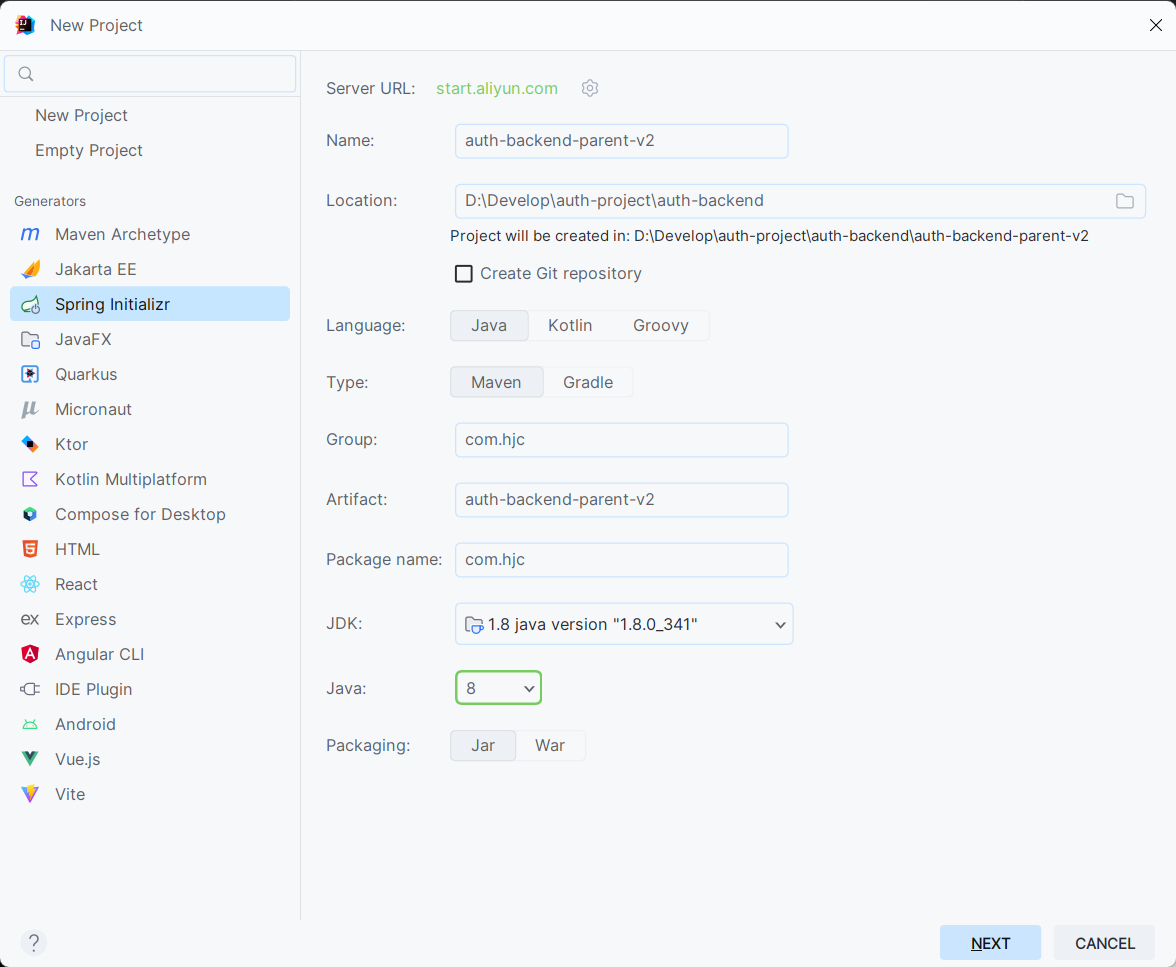 New Project
New Project
Empty Project
Generators
Maven Archetype
Jakarta EE
Spring Initializr
JavaFX
Quarkus
Micronaut
Ktor
Kotlin Multiplatform
Compose for Desktop
HTML
React
Express
Angular CLI
IDE Plugin
Android
Vue.js
Vite
Server URL: start.aliyun.com
Name: auth-backend-parent-v2
Location: D:\Develop\auth-project\auth-backend
Project will be created in: D:\Develop\auth-project\auth-backend\auth-backend-parent-v2
Create Git repository
Language: Java Kotlin Groovy
Type: Maven Gradle
Group: com.hjc
Artifact: auth-backend-parent-v2
Package name: com.hjc
JDK: 1.8 java version "1.8.0_341"
Java: 8
Packaging: Jar War
? NEXT CANCEL